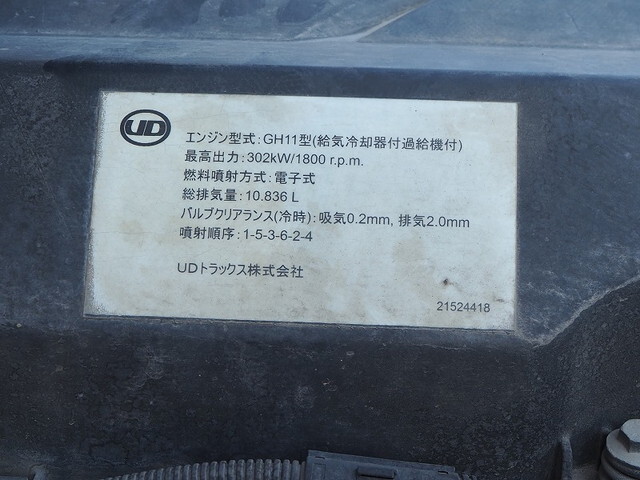 UD
エンジン型式:GH11型(給気冷却器付過給機付)
最高出力:302kW/1800 r.p.m.
燃料噴射方式:電子式
総排気量:10.836 L
バルブクリアランス(冷時):吸気0.2mm, 排気2.0mm
噴射順序:1-5-3-6-2-4
UDトラックス株式会社
21524418